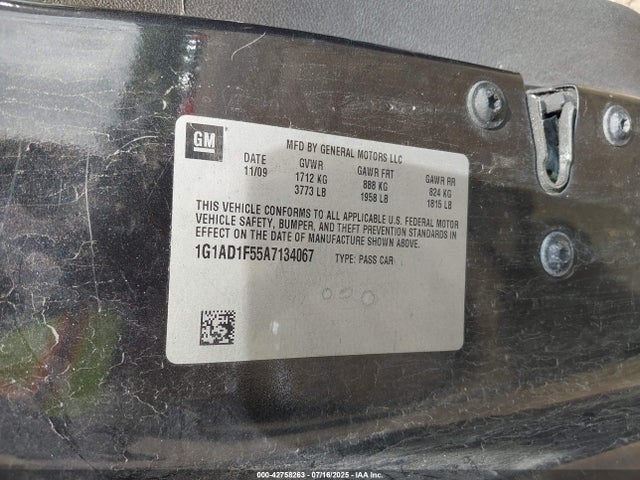 GM
MFD BY GENERAL MOTORS LLC
DATE GVWR GAWR FRT GAWR RR
11/09 1712 KG 888 KG 824 KG
3773 LB 1958 LB 1815 LB
THIS VEHICLE CONFORMS TO ALL APPLICABLE U.S. FEDERAL MOTOR
VEHICLE SAFETY, BUMPER, AND THEFT PREVENTION STANDARDS IN
EFFECT ON THE DATE OF MANUFACTURE SHOWN ABOVE.
1G1AD1F55A7134067 TYPE: PASS CAR
000
000-42758263 - 07/16/2025 - IAA Inc.